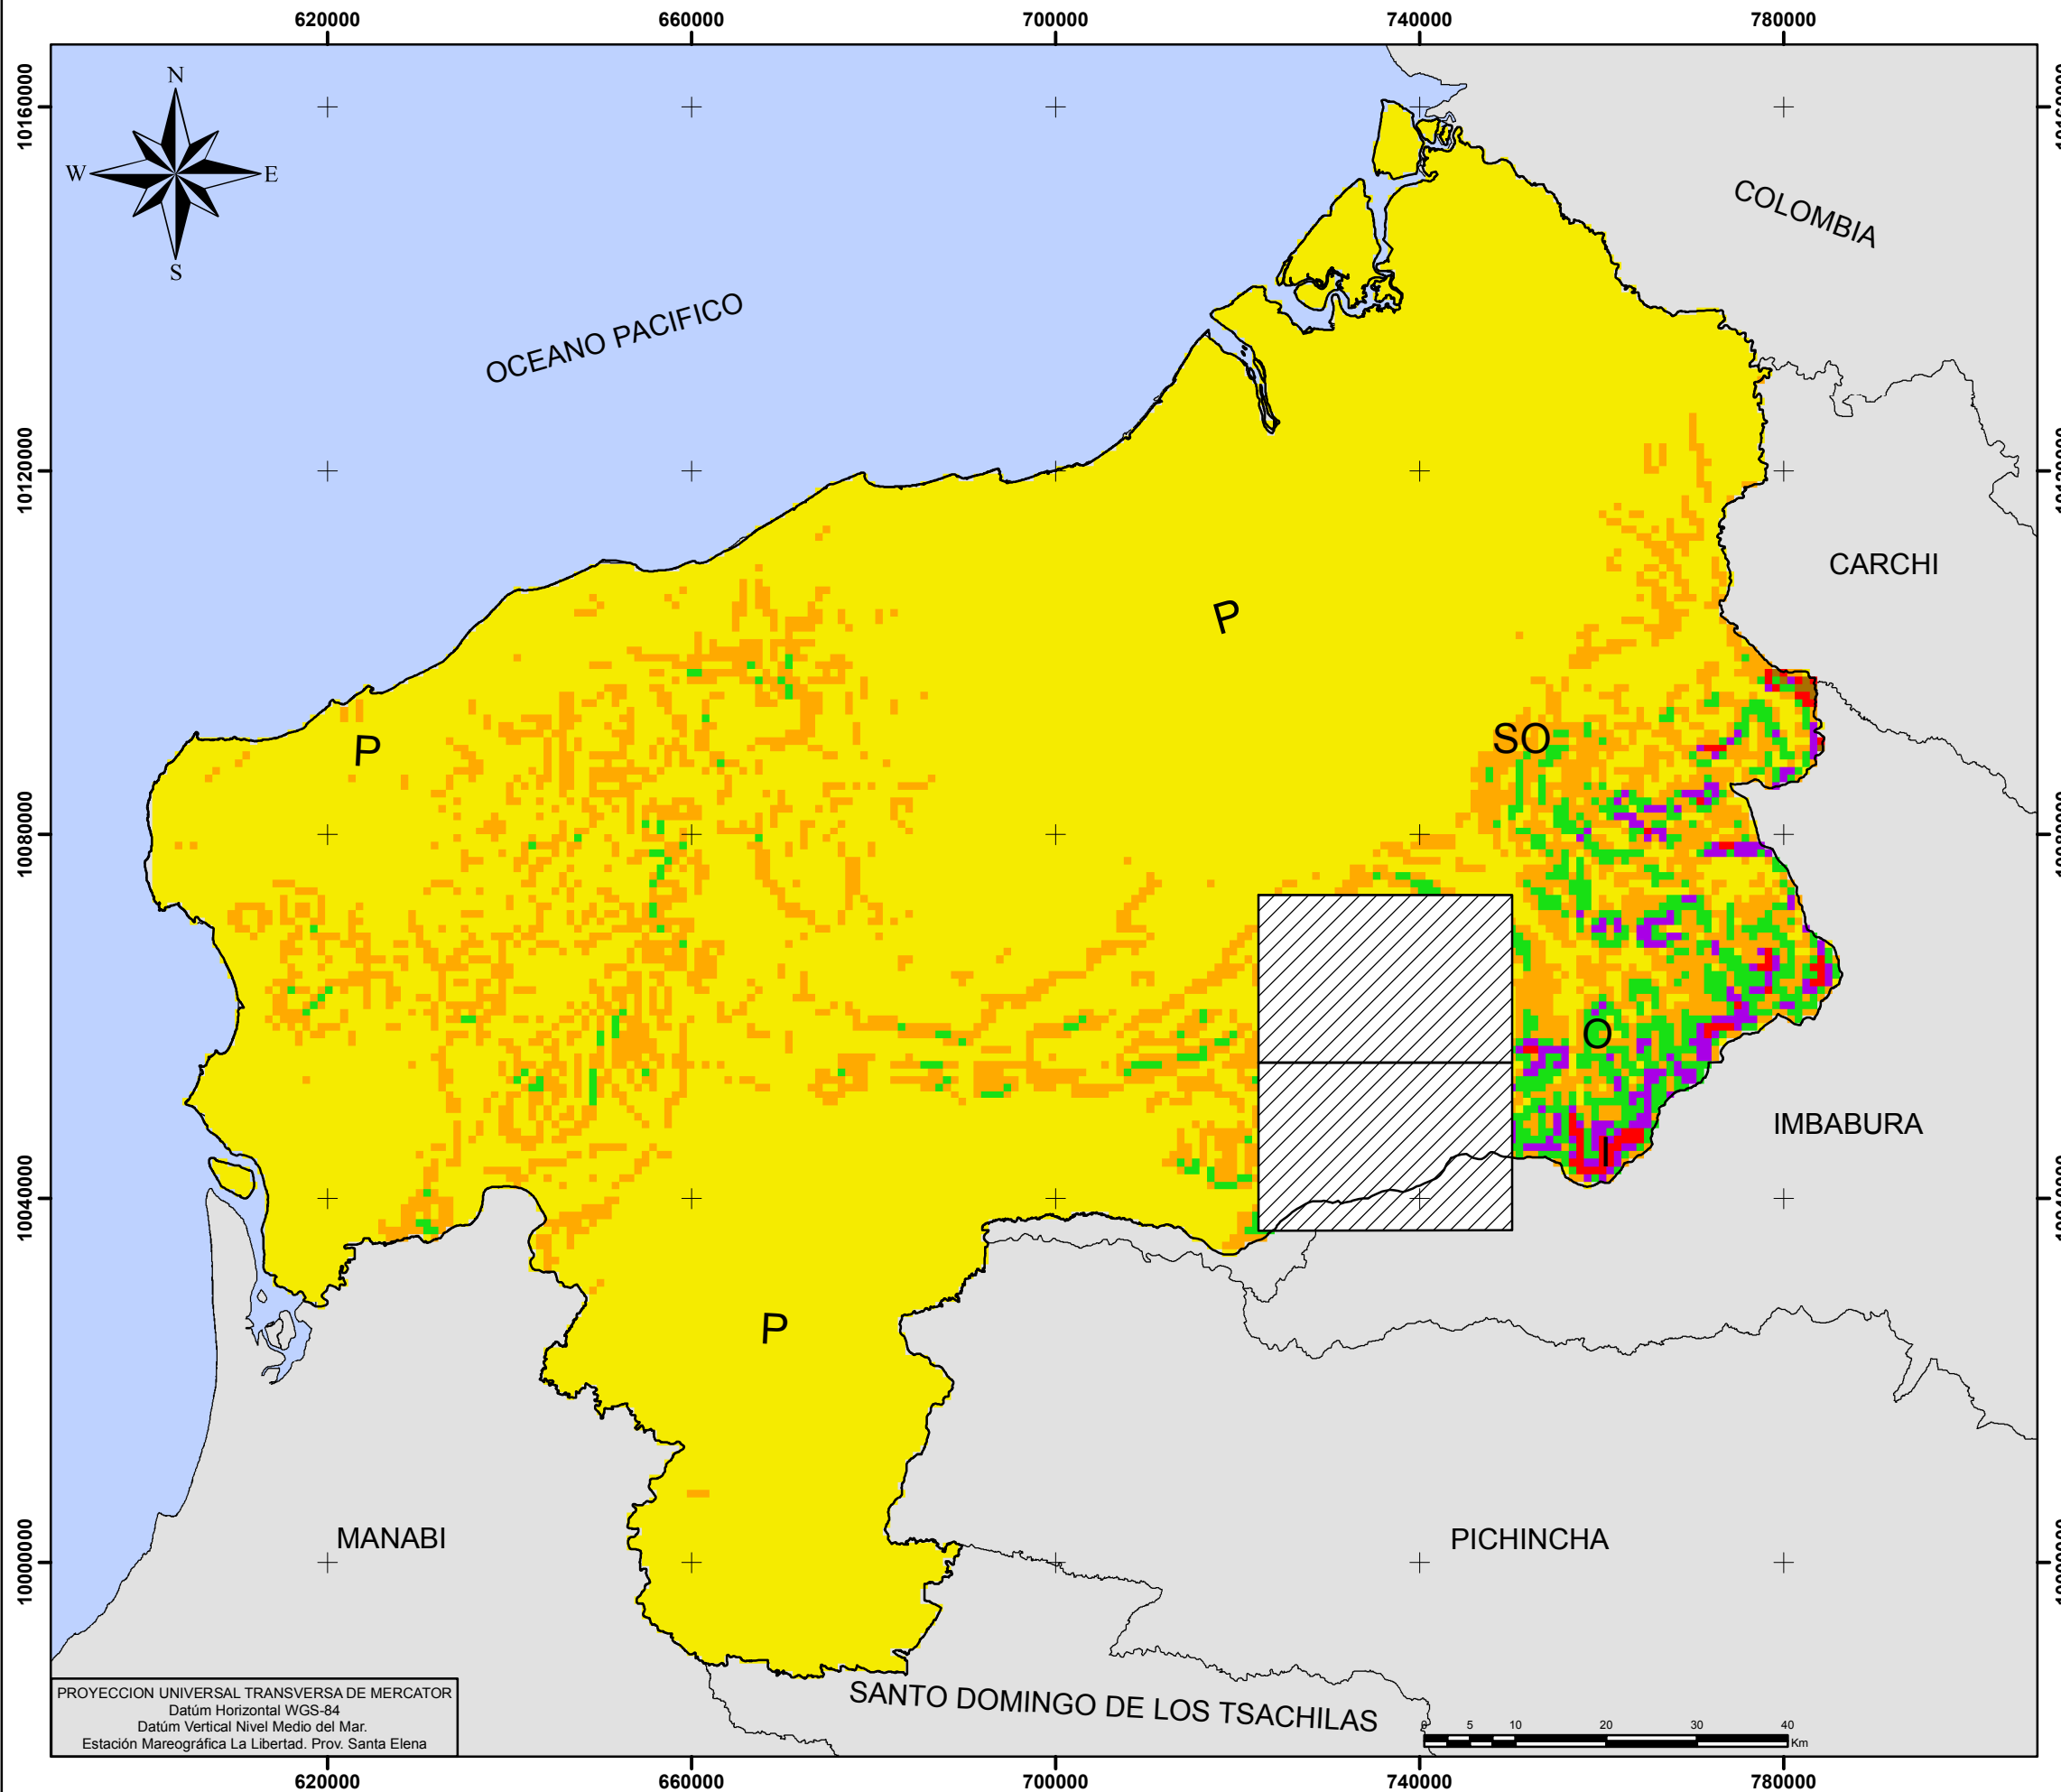 620000 660000 700000 740000 780000
10160000
10120000
10080000
10040000
10000000
N
W E
S
OCEANO PACIFICO
COLOMBIA
CARCHI
P
P
SO
O
I
IMBABURA
P
MANABI
PICHINCHA
SANTO DOMINGO DE LOS TSACHILAS
PROYECCION UNIVERSAL TRANSVERSA DE MERCATOR
Datúm Horizontal WGS-84
Datúm Vertical Nivel Medio del Mar.
Estación Mareográfica La Libertad. Prov. Santa Elena
0 5 10 20 30 40
Km
620000 660000 700000 740000 780000